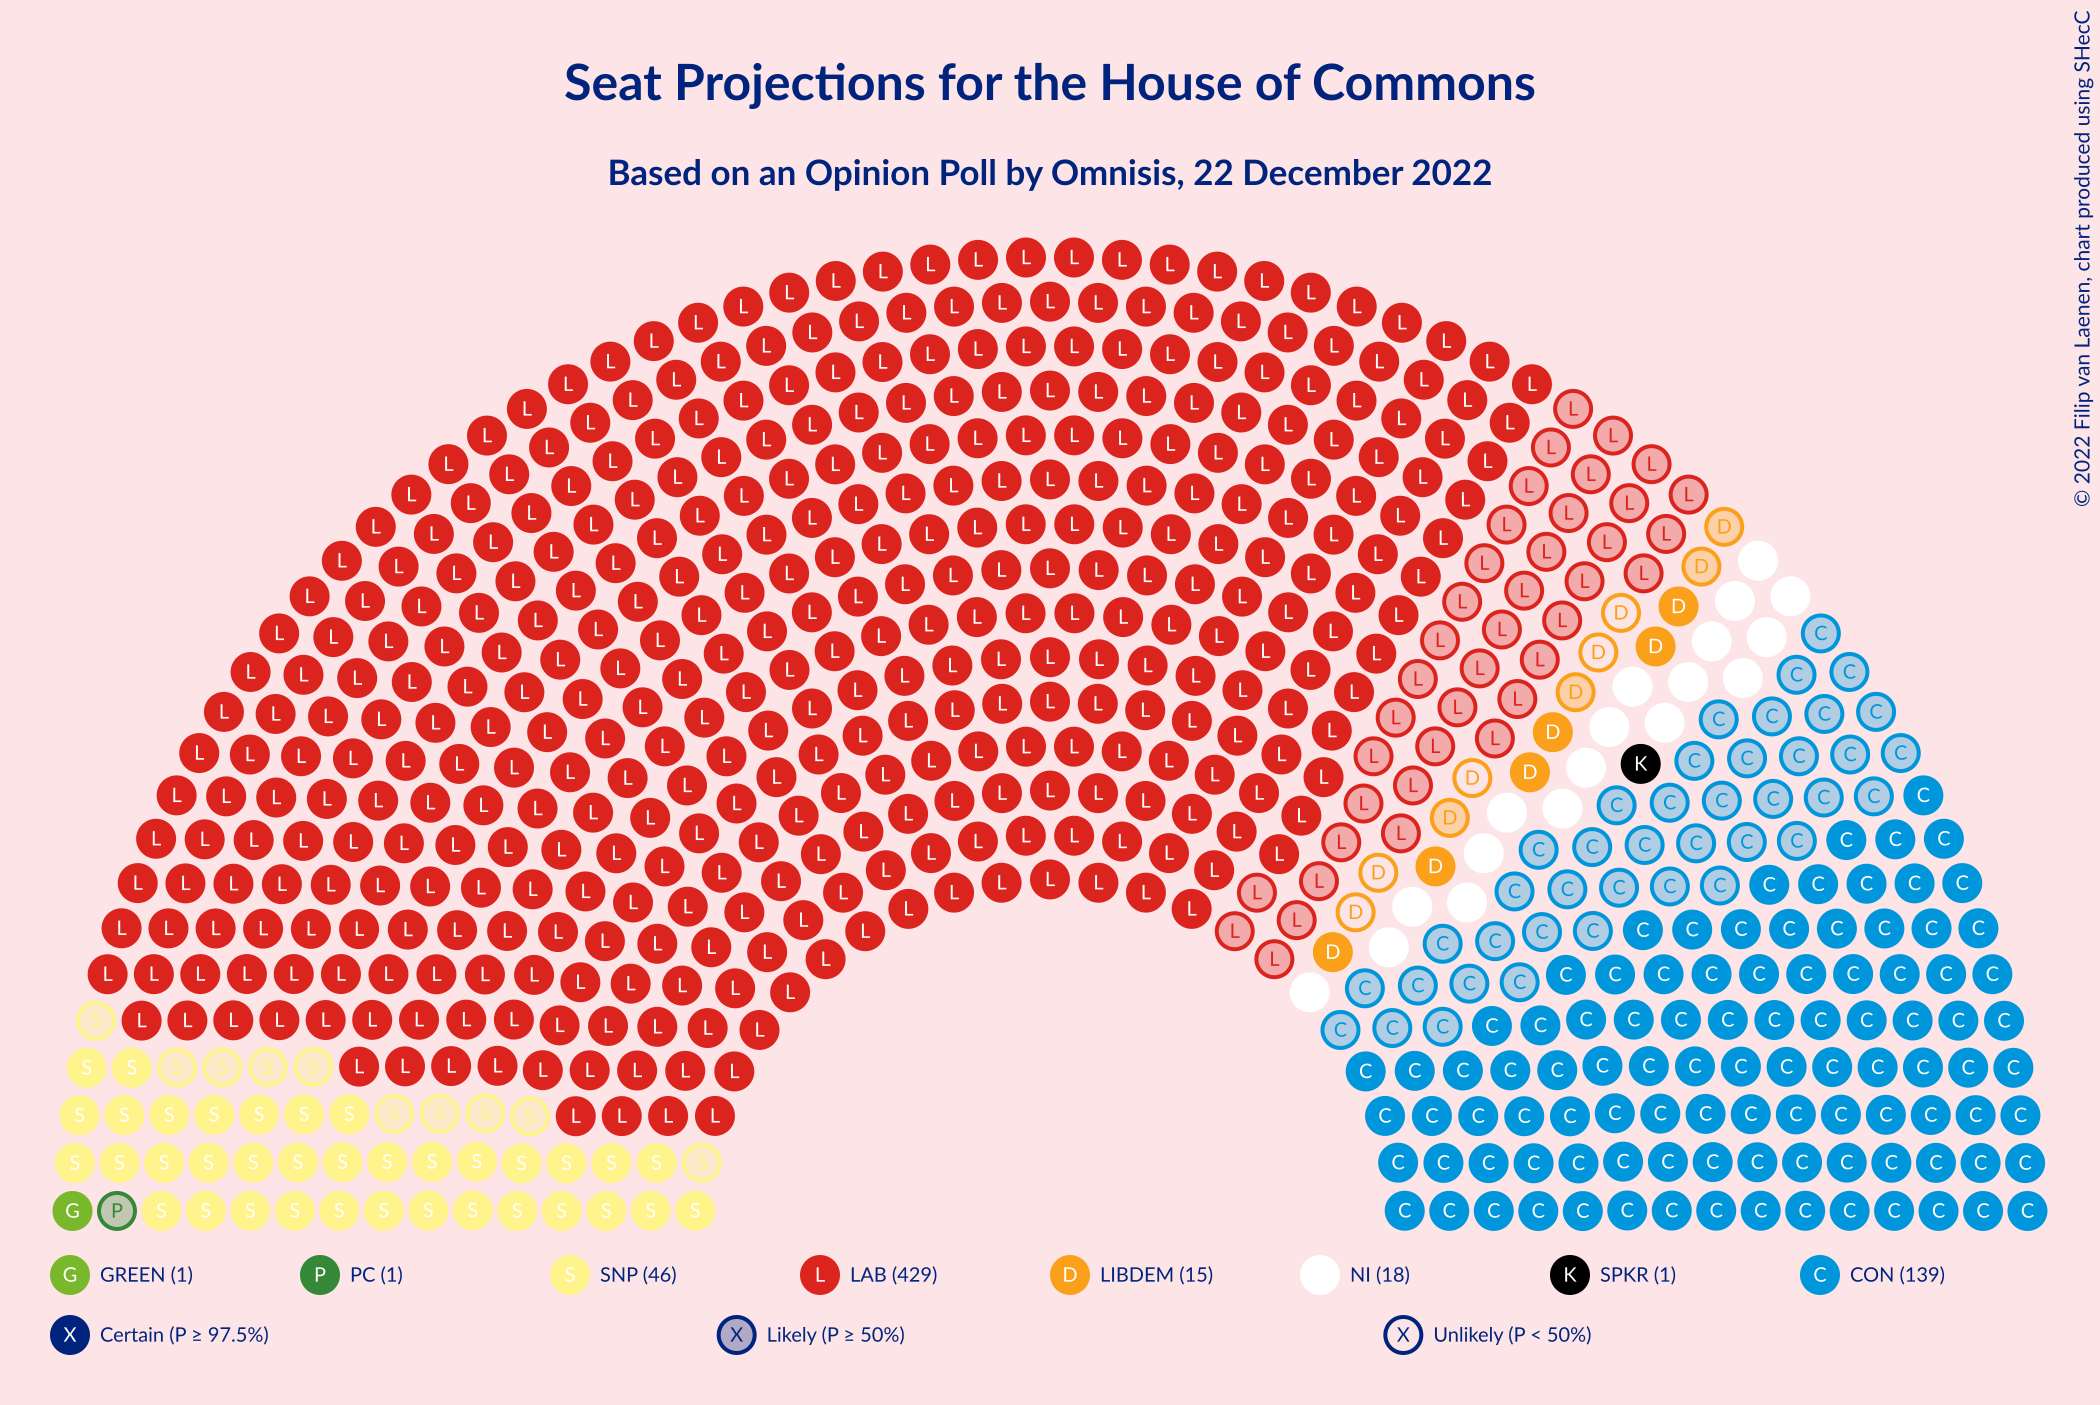 Seat Projections for the House of Commons
Based on an Opinion Poll by Omnisis, 22 December 2022
© 2022 Filip van Laenen, chart produced using SHecC
G GREEN (1) P PC (1) S SNP (46) L LAB (429) D LIBDEM (15) NI (18) K SPKR (1) C CON (139)
X Certain (P ≥ 97.5%) X Likely (P ≥ 50%) X Unlikely (P < 50%)